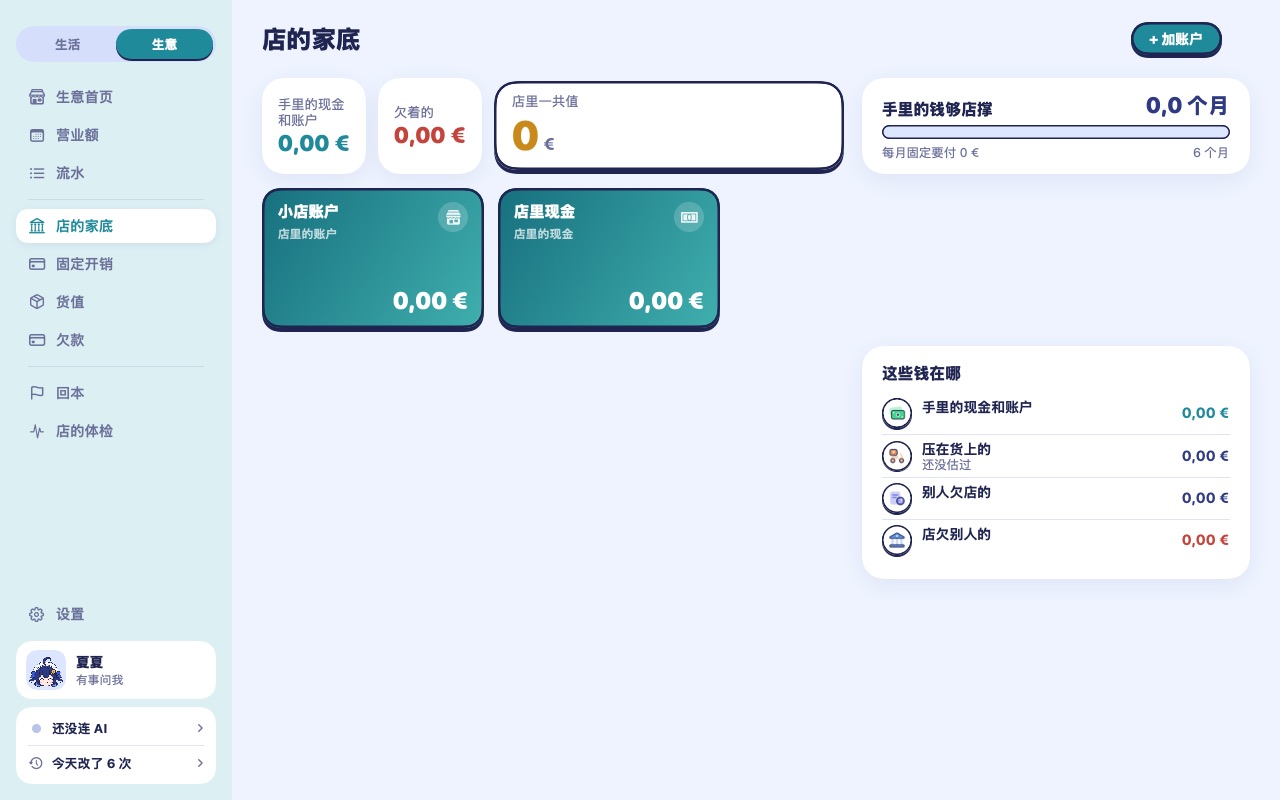 生活
生意
生意首页
营业额
流水
店的家底
固定开销
货值
欠款
回本
店的体检
设置
夏夏
有事问我
还没连 AI
今天改了 6 次
店的家底
+ 加账户
手里的现金
和账户
0,00 €
欠着的
0,00 €
店里一共值
0 €
手里的钱够店撑
0,0 个月
每月固定要付 0 €
6 个月
小店账户
店里的账户
0,00 €
店里现金
店里的现金
0,00 €
这些钱在哪
手里的现金和账户
0,00 €
压在货上的
还没估过
0,00 €
别人欠店的
0,00 €
店欠别人的
0,00 €